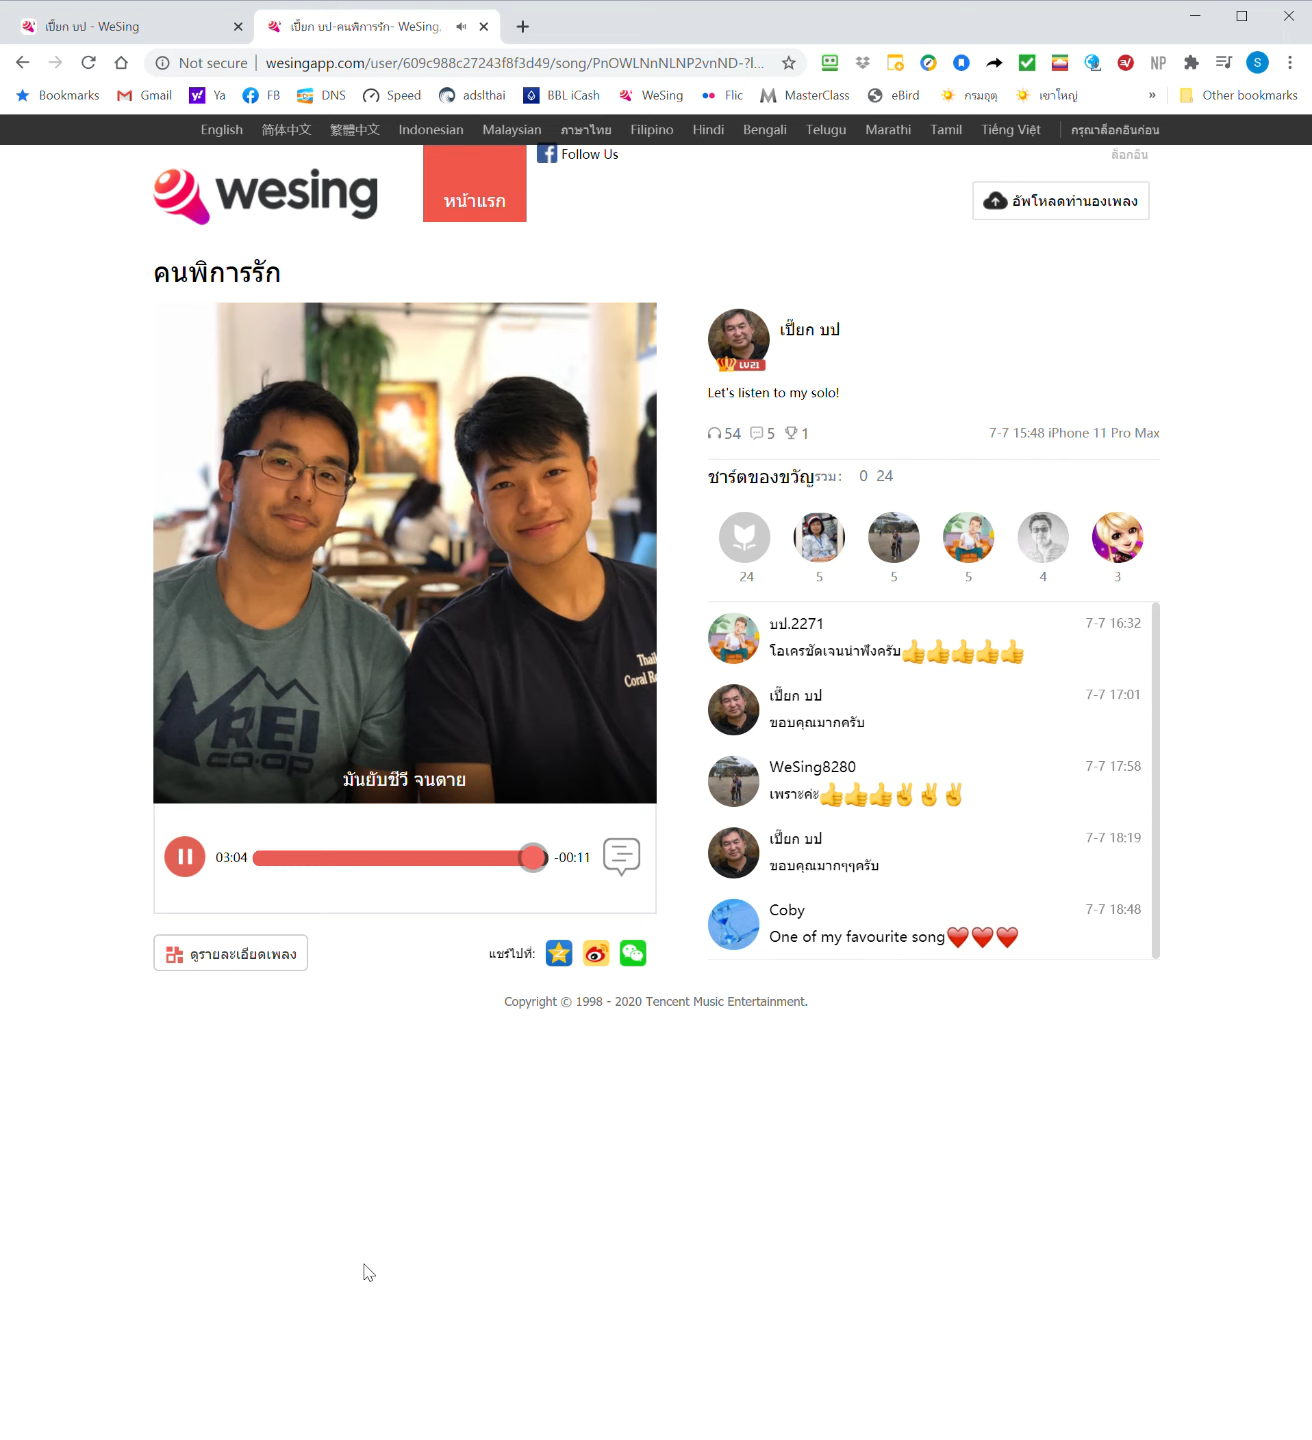 เปี๊ยก บป - WeSing
เปี๊ยก บป-คนพิการรัก- WeSing,
Not secure | wesingapp.com/user/609c988c27243f8f3d49/song/PnOWLNnNLNP2vnND-?l...
NP
S
Bookmarks Gmail Ya FB DNS Speed adslthai BBL iCash WeSing Flic MasterClass eBird กรมอุตุ เขาใหญ่ » Other bookmarks
English 简体中文 繁體中文 Indonesian Malaysian ภาษาไทย Filipino Hindi Bengali Telugu Marathi Tamil Tiếng Việt กรุณาล็อกอินก่อน
Follow Us
ล็อกอิน
wesing
หน้าแรก
อัพโหลดทำนองเพลง
คนพิการรัก
REI
co·op
Thail
Coral Re
มันยับชีวี จนตาย
03:04 -00:11
ดูรายละเอียดเพลง
แชร์ไปที่:
เปี๊ยก บป
LV21
Let's listen to my solo!
54 5 1
7-7 15:48 iPhone 11 Pro Max
ชาร์ตของขวัญรวม: 0 24
24 5 5 5 4 3
บป.2271 7-7 16:32
โอเครชัดเจนน่าฟังครับ👍👍👍👍👍
เปี๊ยก บป 7-7 17:01
ขอบคุณมากครับ
WeSing8280 7-7 17:58
เพราะค่ะ👍👍👍✌✌✌
เปี๊ยก บป 7-7 18:19
ขอบคุณมากๆๆครับ
Coby 7-7 18:48
One of my favourite song❤❤❤
Copyright © 1998 - 2020 Tencent Music Entertainment.